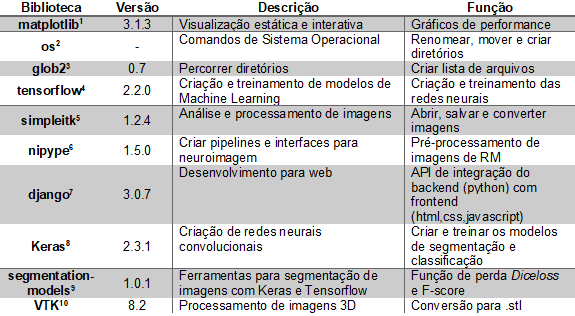 Biblioteca Versão Descrição Função
matplotlib¹ 3.1.3 Visualização estática e interativa Gráficos de performance
os² - Comandos de Sistema Operacional Renomear, mover e criar
diretórios
glob2³ 0.7 Percorrer diretórios Criar lista de arquivos
tensorflow⁴ 2.2.0 Criação e treinamento de modelos de Criação e treinamento das
Machine Learning redes neurais
simpleitk⁵ 1.2.4 Análise e processamento de imagens Abrir, salvar e converter
imagens
nipype⁶ 1.5.0 Criar pipelines e interfaces para Pré-processamento de
neuroimagem imagens de RM
django⁷ 3.0.7 Desenvolvimento para web API de integração do
backend (python) com
frontend
(html,css,javascript)
Keras⁸ 2.3.1 Criação de redes neurais Criar e treinar os modelos
convolucionais de segmentação e
classificação
segmentation- Ferramentas para segmentação de Função de perda Diceloss
models⁹ 1.0.1 imagens com Keras e Tensorflow e F-score
VTK¹⁰ 8.2 Processamento de imagens 3D Conversão para .stl